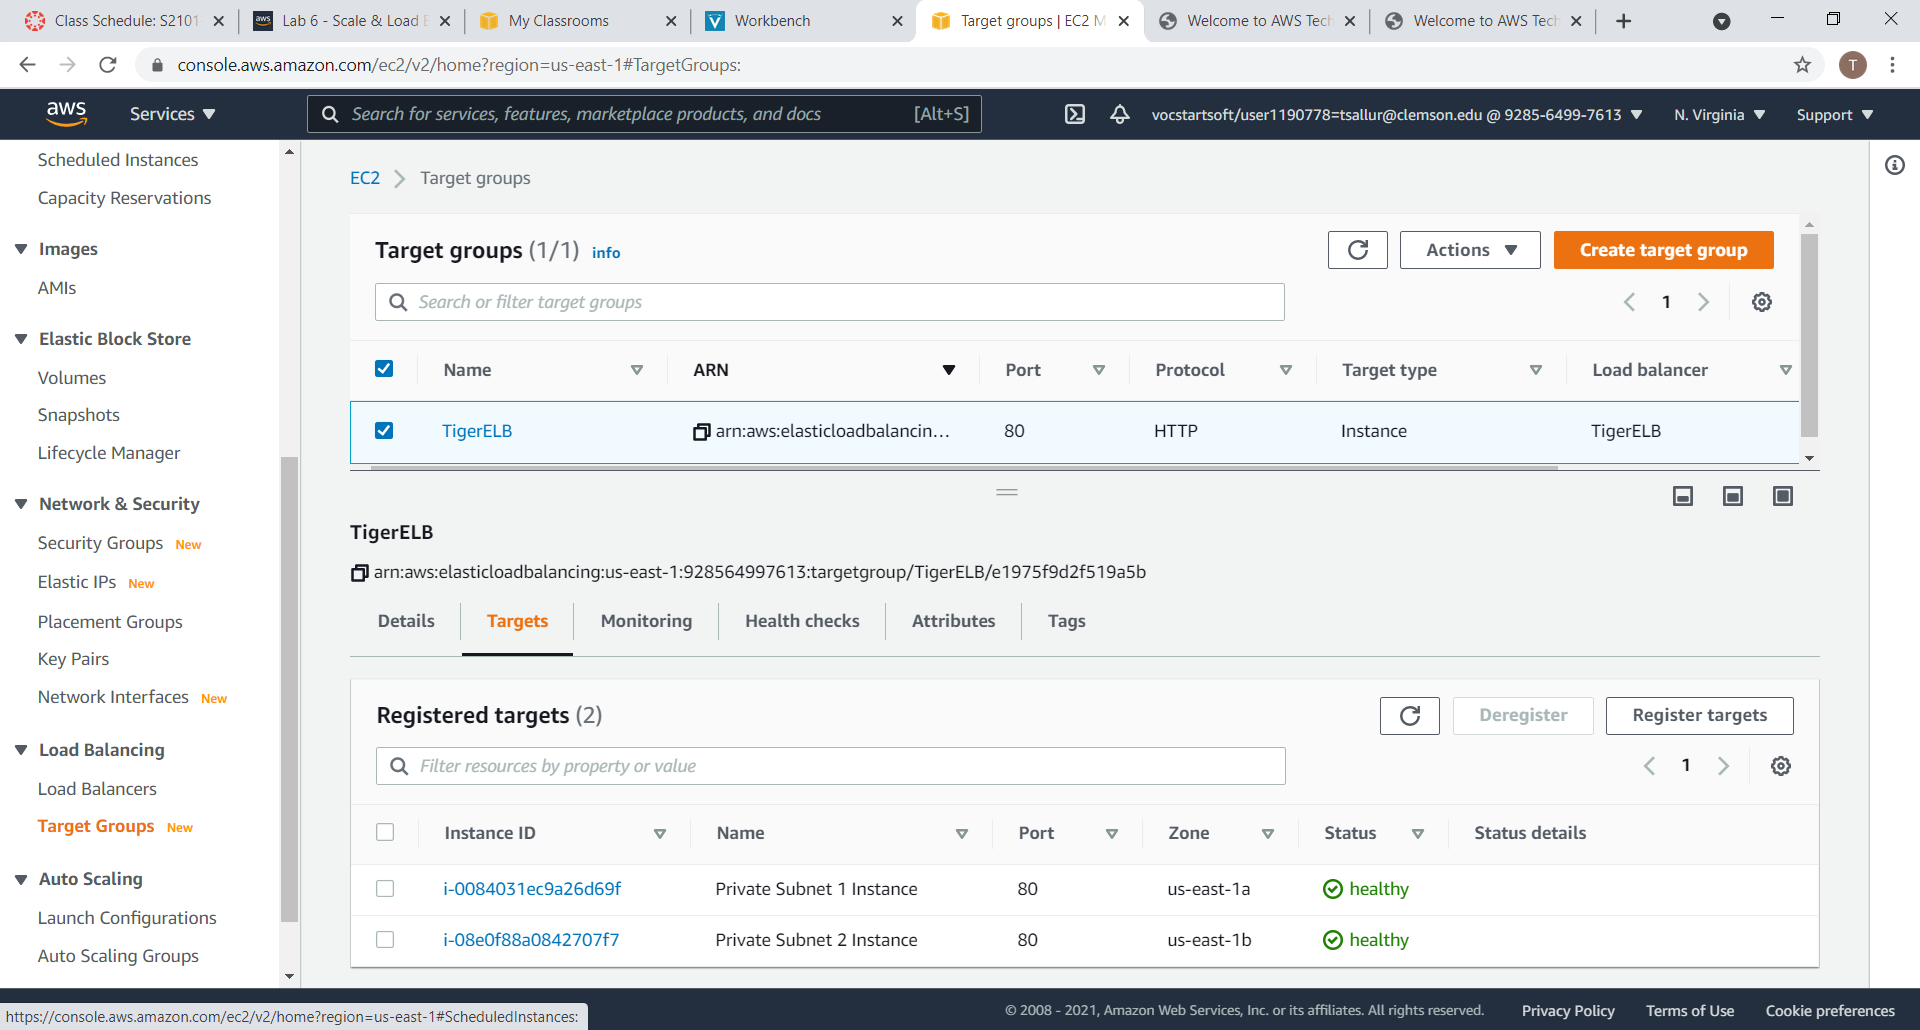 Class Schedule: S2101
Lab 6 - Scale & Load B
My Classrooms
Workbench
Target groups | EC2 M
Welcome to AWS Tech
Welcome to AWS Tech
console.aws.amazon.com/ec2/v2/home?region=us-east-1#TargetGroups:
T
aws
Services
Search for services, features, marketplace products, and docs
[Alt+S]
vocstartsoft/user1190778=tsallur@clemson.edu @ 9285-6499-7613
N. Virginia
Support
Scheduled Instances
Capacity Reservations
Images
AMIs
Elastic Block Store
Volumes
Snapshots
Lifecycle Manager
Network & Security
Security Groups New
Elastic IPs New
Placement Groups
Key Pairs
Network Interfaces New
Load Balancing
Load Balancers
Target Groups New
Auto Scaling
Launch Configurations
Auto Scaling Groups
EC2 > Target groups
Target groups (1/1) info
Actions
Create target group
Search or filter target groups
1
Name ARN Port Protocol Target type Load balancer
TigerELB arn:aws:elasticloadbalancin... 80 HTTP Instance TigerELB
TigerELB
arn:aws:elasticloadbalancing:us-east-1:928564997613:targetgroup/TigerELB/e1975f9d2f519a5b
Details Targets Monitoring Health checks Attributes Tags
Registered targets (2)
Deregister
Register targets
Filter resources by property or value
1
Instance ID Name Port Zone Status Status details
i-0084031ec9a26d69f Private Subnet 1 Instance 80 us-east-1a healthy
i-08e0f88a0842707f7 Private Subnet 2 Instance 80 us-east-1b healthy
https://console.aws.amazon.com/ec2/v2/home?region=us-east-1#ScheduledInstances:
© 2008 - 2021, Amazon Web Services, Inc. or its affiliates. All rights reserved.
Privacy Policy
Terms of Use
Cookie preferences